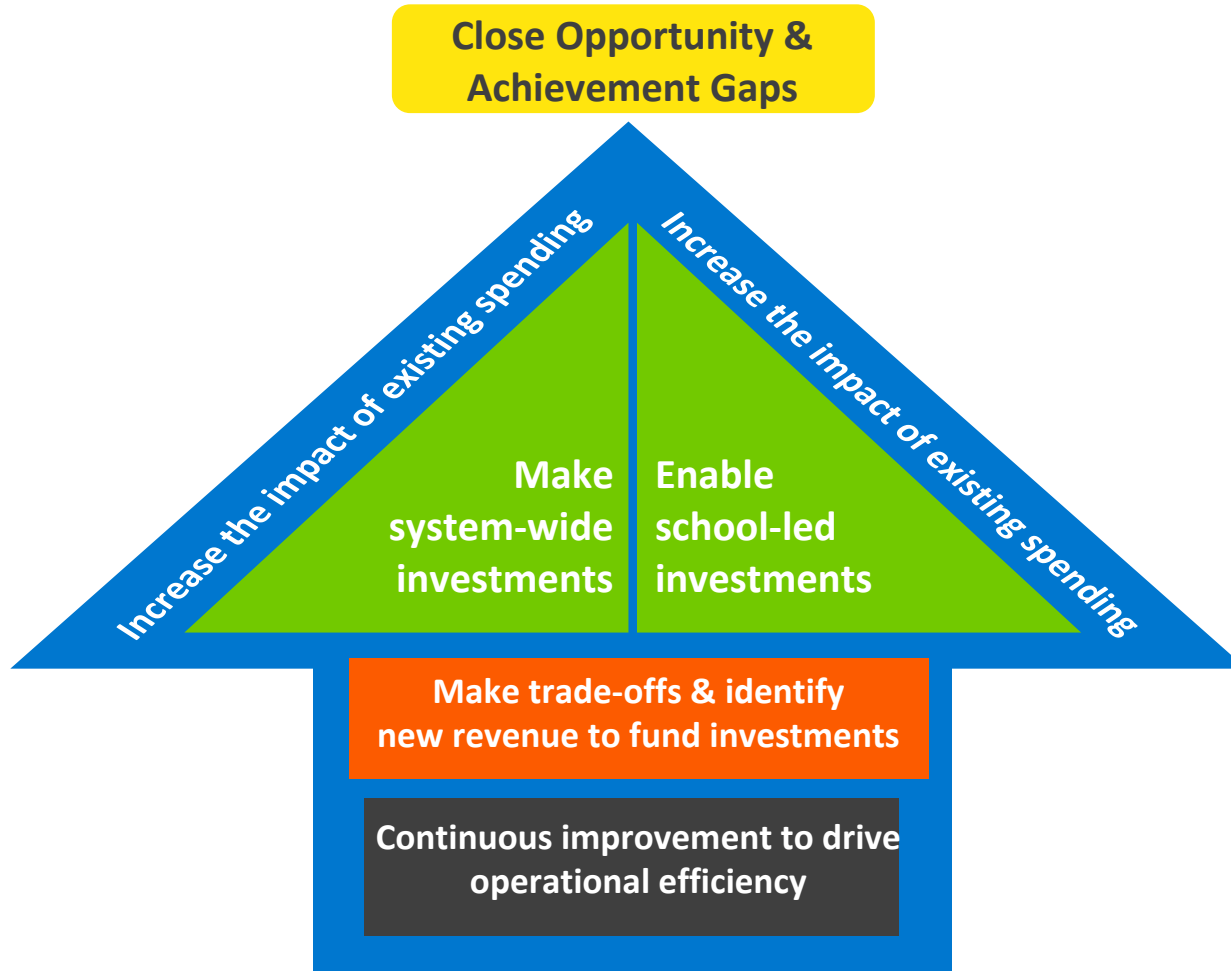 Close Opportunity &
Achievement Gaps
Increase the impact of existing spending
Increase the impact of existing spending
Make
system-wide
investments
Enable
school-led
investments
Make trade-offs & identify
new revenue to fund investments
Continuous improvement to drive
operational efficiency